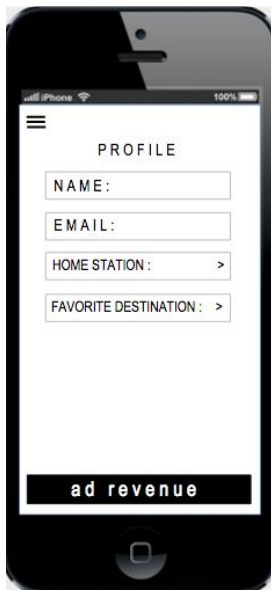 iPhone 100%
PROFILE
NAME:
EMAIL:
HOME STATION : >
FAVORITE DESTINATION : >
ad revenue